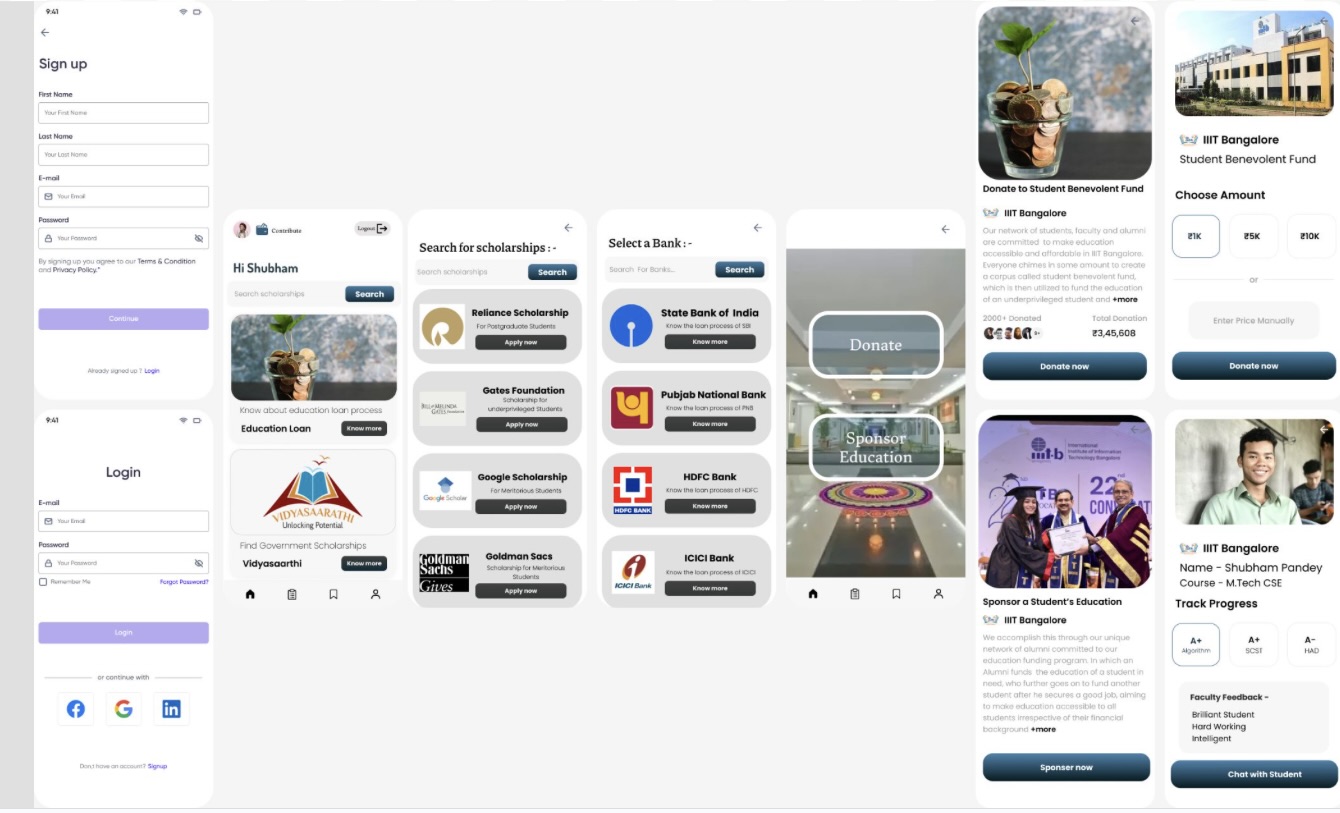 9:41
Sign up
First Name
Your First Name
Last Name
Your Last Name
E-mail
Your Email
Password
Your Password
By signing up you agree to our Terms & Condition
and Privacy Policy.*
Continue
Already signed up ? Login
9:41
Login
E-mail
Your Email
Password
Your Password
Remember Me
Forgot Password?
Login
or continue with
Don't have an account? Signup
Contribute
Logout
Hi Shubham
Search scholarships
Search
Know about education loan process
Education Loan
Know more
VIDYASAARATHI
Unlocking Potential
Find Government Scholarships
Vidyasaarthi
Know more
Search for scholarships : -
Search scholarships
Search
Reliance Scholarship
For Postgraduate Students
Apply now
BILL & MELINDA
GATES foundation
Gates Foundation
Scholarship for
underprivileged Students
Apply now
Google Scholar
Google Scholarship
For Meritorious Students
Apply now
Goldman
Sachs
Gives
Goldman Sacs
Scholarship for Meritorious
Students
Apply now
Select a Bank : -
Search For Banks...
Search
State Bank of India
Know the loan process of SBI
Know more
Pubjab National Bank
Know the loan process of PNB
Know more
HDFC BANK
HDFC Bank
Know the loan process of HDFC
Know more
ICICI Bank
ICICI Bank
Know the loan process of ICICI
Know more
Donate
Sponsor
Education
Donate to Student Benevolent Fund
IIIT Bangalore
Our network of students, faculty and alumni
are committed to make education
accessible and affordable in IIIT Bangalore.
Everyone chimes in some amount to create
a corpus called student benevolent fund,
which is then utilized to fund the education
of an underprivileged student and +more
2000+ Donated
Total Donation
₹3,45,608
Donate now
IIIT Bangalore
Student Benevolent Fund
Choose Amount
₹1K
₹5K
₹10K
or
Enter Price Manually
Donate now
iiit-b
International
Institute of Information
Technology Bangalore
Sponsor a Student's Education
IIIT Bangalore
We accomplish this through our unique
network of alumni committed to our
education funding program. In which an
Alumni funds the education of a student in
need, who further goes on to fund another
student after he secures a good job, aiming
to make education accessible to all
students irrespective of their financial
background +more
Sponser now
IIIT Bangalore
Name - Shubham Pandey
Course - M.Tech CSE
Track Progress
A+
Algorithm
A+
SCST
A-
HAD
Faculty Feedback -
Brilliant Student
Hard Working
Intelligent
Chat with Student